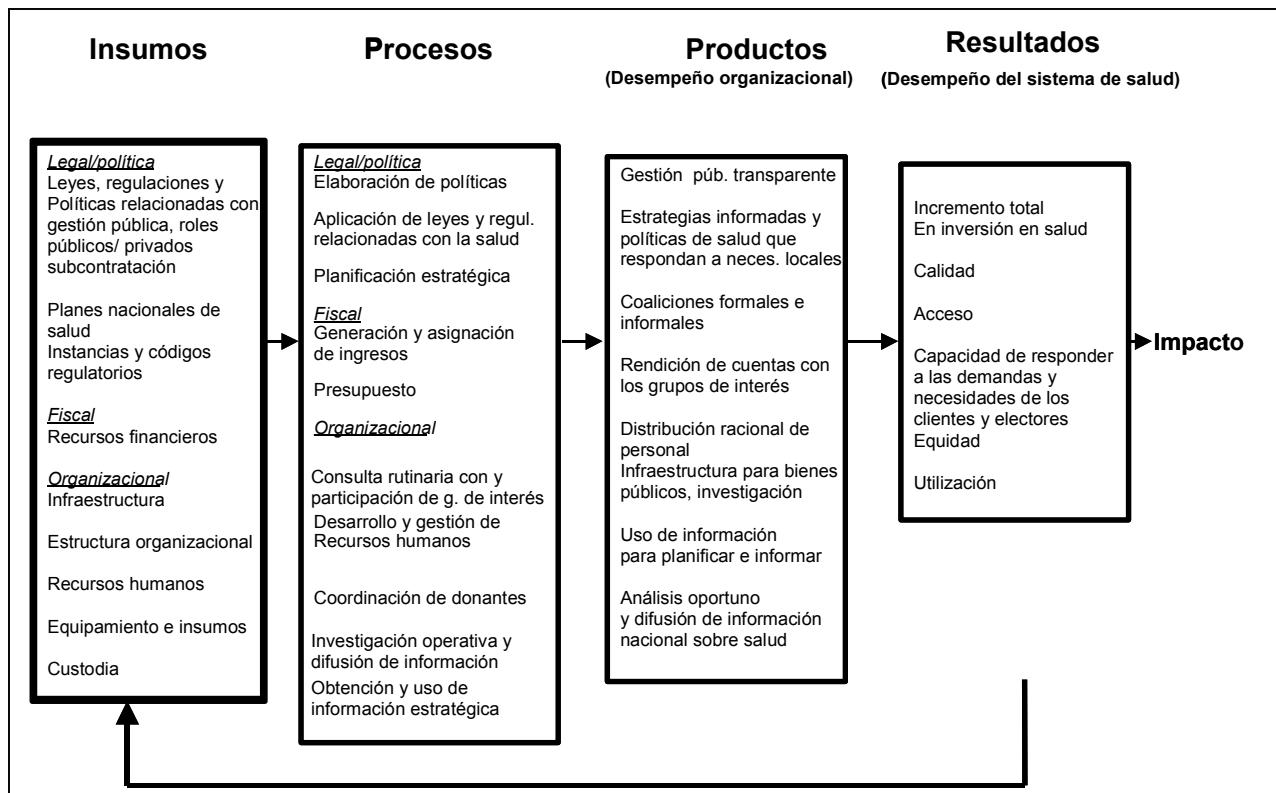 Insumos
Legal/política
Leyes, regulaciones y
Políticas relacionadas con
gestión pública, roles
públicos/ privados
subcontratación
Planes nacionales de
salud
Instancias y códigos
regulatorios
Fiscal
Recursos financieros
Organizacional
Infraestructura
Estructura organizacional
Recursos humanos
Equipamiento e insumos
Custodia
Procesos
Legal/política
Elaboración de políticas
Aplicación de leyes y regul.
relacionadas con la salud
Planificación estratégica
Fiscal
Generación y asignación
de ingresos
Presupuesto
Organizacional
Consulta rutinaria con y
participación de g. de interés
Desarrollo y gestión de
Recursos humanos
Coordinación de donantes
Investigación operativa y
difusión de información
Obtención y uso de
información estratégica
Productos
(Desempeño organizacional)
Gestión púb. transparente
Estrategias informadas y
políticas de salud que
respondan a neces. locales
Coaliciones formales e
informales
Rendición de cuentas con
los grupos de interés
Distribución racional de
personal
Infraestructura para bienes
públicos, investigación
Uso de información
para planificar e informar
Análisis oportuno
y difusión de información
nacional sobre salud
Resultados
(Desempeño del sistema de salud)
Incremento total
En inversión en salud
Calidad
Acceso
Capacidad de responder
a las demandas y
necesidades de los
clientes y electores
Equidad
Utilización
Impacto